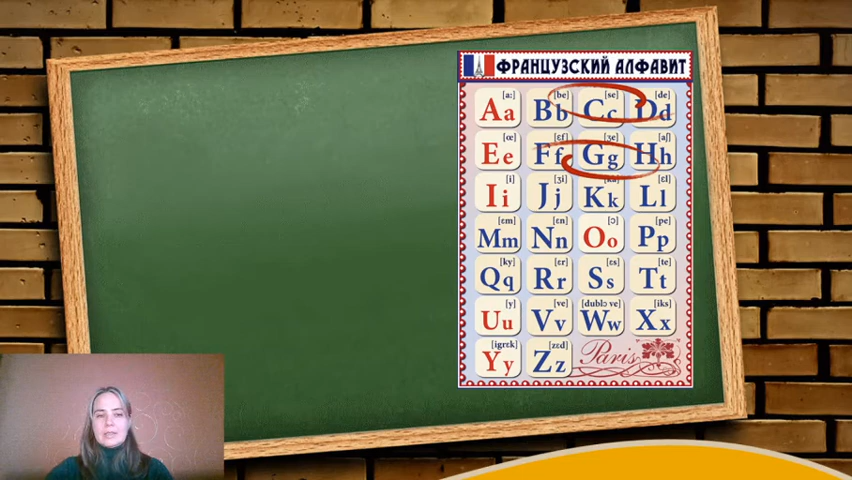 ФРАНЦУЗСКИЙ АЛФАВИТ
[a:] [be] [se] [de]
Aa Bb Cc Dd
[œ] [ɛf] [ʒe] [aʃ]
Ee Ff Gg Hh
[i] [ʒi] [ka] [ɛl]
Ii Jj Kk Ll
[ɛm] [ɛn] [ɔ] [pe]
Mm Nn Oo Pp
[ky] [ɛr] [ɛs] [te]
Qq Rr Ss Tt
[y] [ve] [dublɔ ve] [iks]
Uu Vv Ww Xx
[igrɛk] [zɛd]
Yy Zz Paris